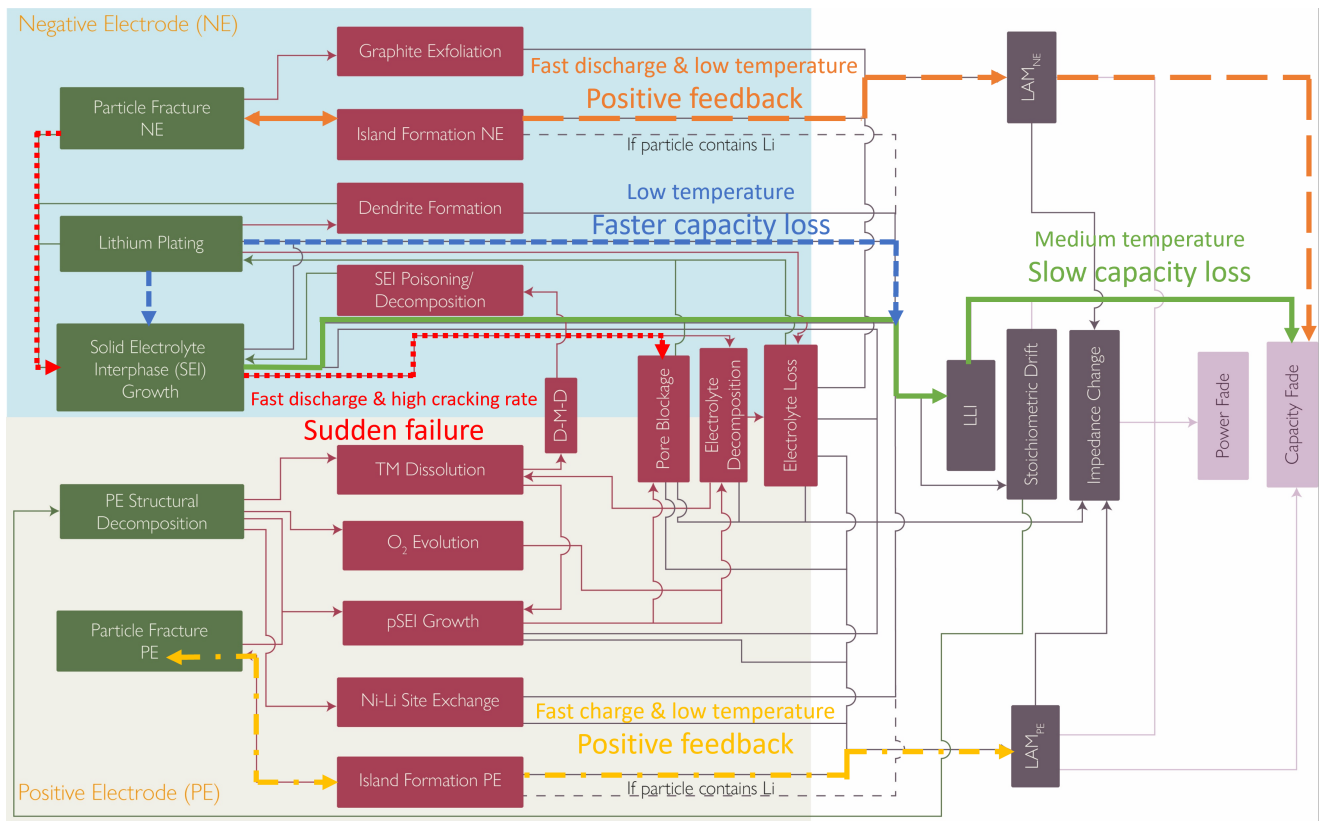 Negative Electrode (NE)
Graphite Exfoliation
Fast discharge & low temperature
Positive feedback
LAM NE
Particle Fracture
NE
Island Formation NE
If particle contains Li
Dendrite Formation
Low temperature
Faster capacity loss
Lithium Plating
Medium temperature
Slow capacity loss
SEI Poisoning/
Decomposition
Solid Electrolyte
Interphase (SEI)
Growth
Fast discharge & high cracking rate
Sudden failure
D-M-D
Pore Blockage
Electrolyte
Decomposition
Electrolyte Loss
LLI
Stoichiometric Drift
Impedance Change
Power Fade
Capacity Fade
TM Dissolution
PE Structural
Decomposition
O2 Evolution
pSEI Growth
Particle Fracture
PE
Ni-Li Site Exchange
Fast charge & low temperature
Positive feedback
LAM PE
Island Formation PE
If particle contains Li
Positive Electrode (PE)